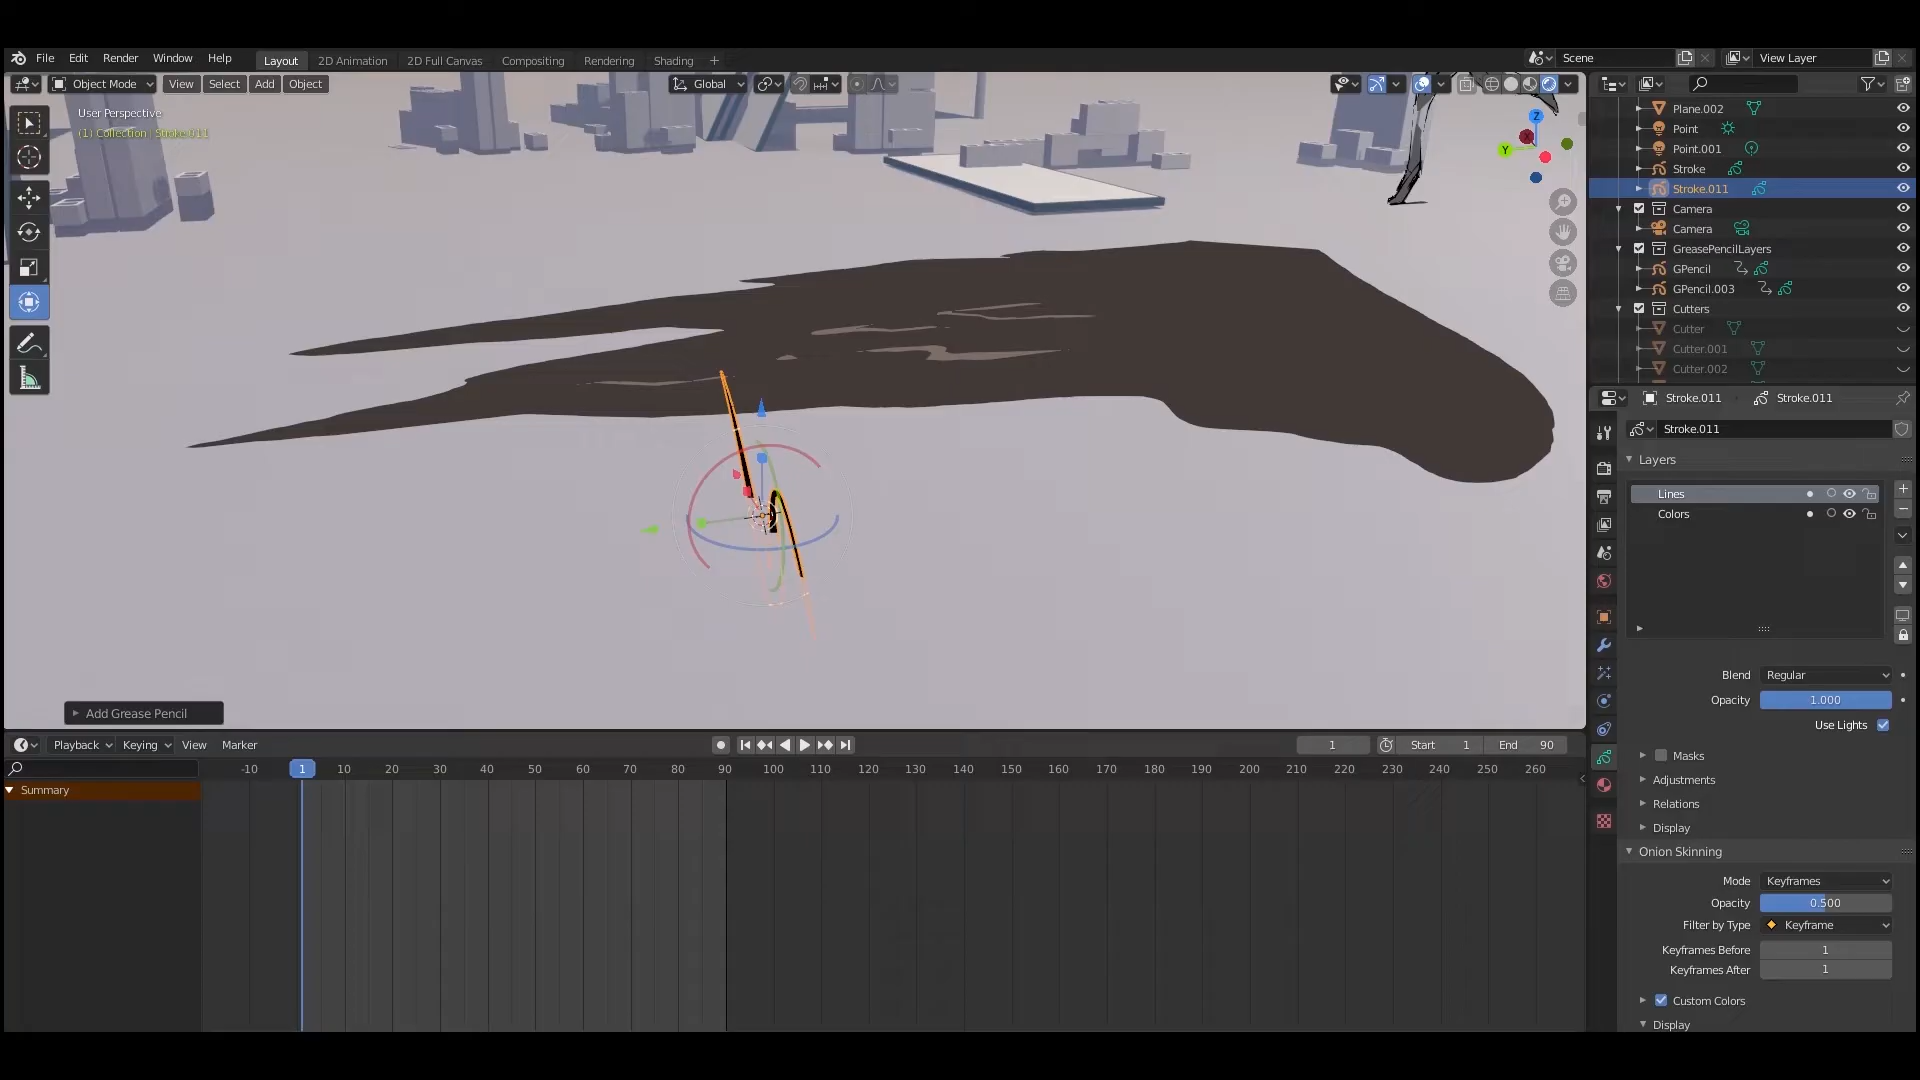 File Edit Render Window Help Layout 2D Animation 2D Full Canvas Compositing Rendering Shading + Scene View Layer
Object Mode View Select Add Object Global
User Perspective
(1) Collection | Stroke.011
Z
X
Y
Plane.002
Point
Point.001
Stroke
Stroke.011
Camera
Camera
GreasePencilLayers
GPencil
GPencil.003
Cutters
Cutter
Cutter.001
Cutter.002
Stroke.011 Stroke.011
Stroke.011
Layers
Lines
Colors
Blend Regular
Opacity 1.000
Use Lights
Masks
Adjustments
Relations
Display
Onion Skinning
Mode Keyframes
Opacity 0.500
Filter by Type Keyframe
Keyframes Before 1
Keyframes After 1
Custom Colors
Display
Add Grease Pencil
Playback Keying View Marker 1 Start 1 End 90
-10 1 10 20 30 40 50 60 70 80 90 100 110 120 130 140 150 160 170 180 190 200 210 220 230 240 250 260
Summary